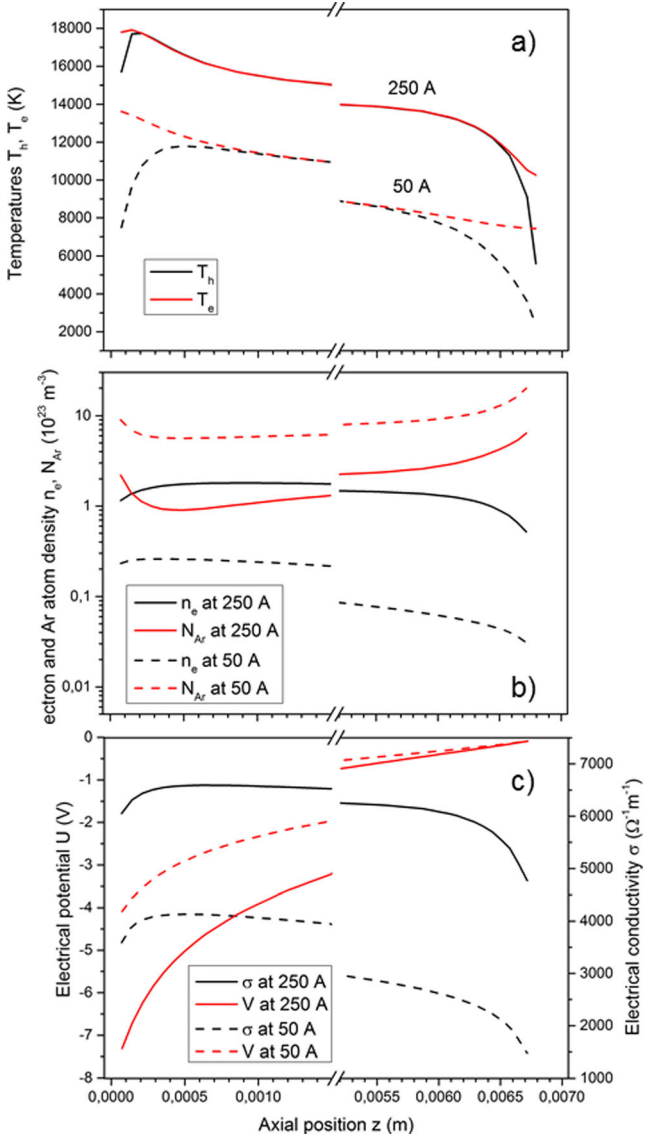 a)
18000
16000
14000
12000
10000
8000
6000
4000
2000
Temperatures T_h, T_e (K)
250 A
50 A
T_h
T_e
10
1
0,1
0,01
ectron and Ar atom density n_e, N_Ar (10^23 m^-3)
n_e at 250 A
N_Ar at 250 A
n_e at 50 A
N_Ar at 50 A
b)
0
-1
-2
-3
-4
-5
-6
-7
-8
Electrical potential U (V)
c)
σ at 250 A
V at 250 A
σ at 50 A
V at 50 A
7000
6000
5000
4000
3000
2000
1000
Electrical conductivity σ (Ω^-1m^-1)
0,0000 0,0005 0,0010 0,0055 0,0060 0,0065 0,0070
Axial position z (m)